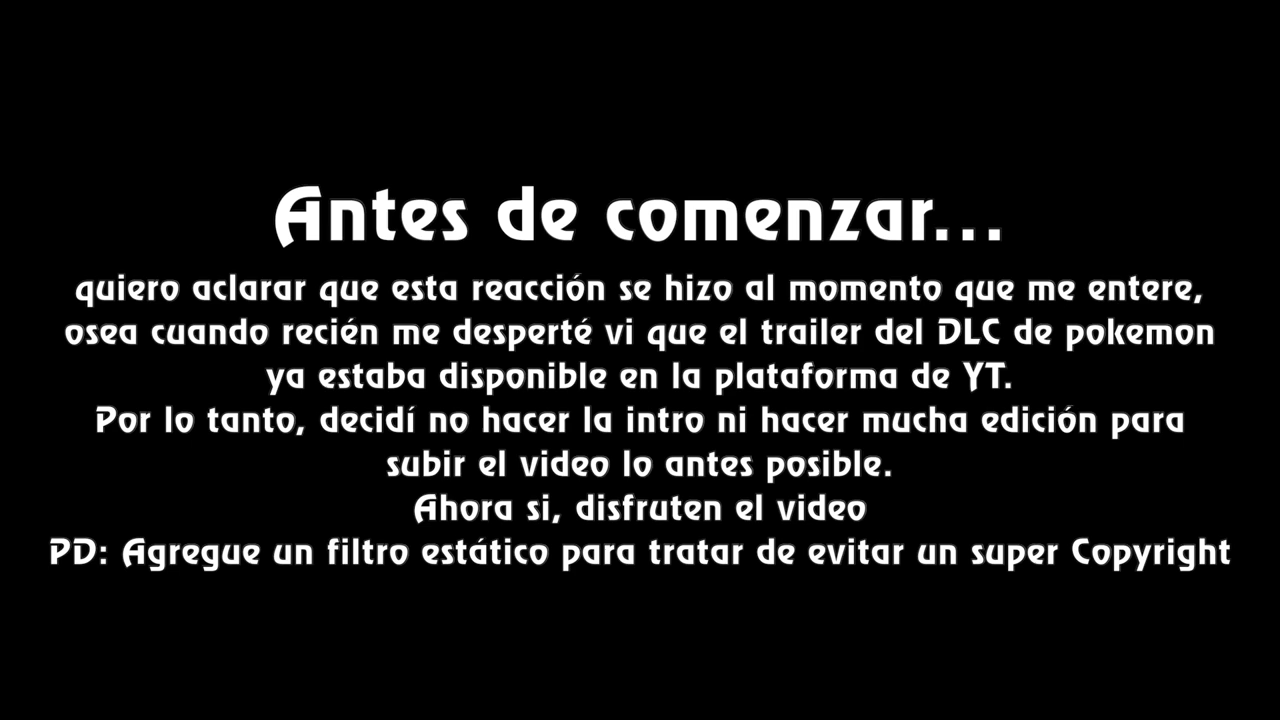 Antes de comenzar...
quiero aclarar que esta reacción se hizo al momento que me entere,
osea cuando recién me desperté vi que el trailer del DLC de pokemon
ya estaba disponible en la plataforma de YT.
Por lo tanto, decidí no hacer la intro ni hacer mucha edición para
subir el video lo antes posible.
Ahora si, disfruten el video
PD: Agregue un filtro estático para tratar de evitar un super Copyright